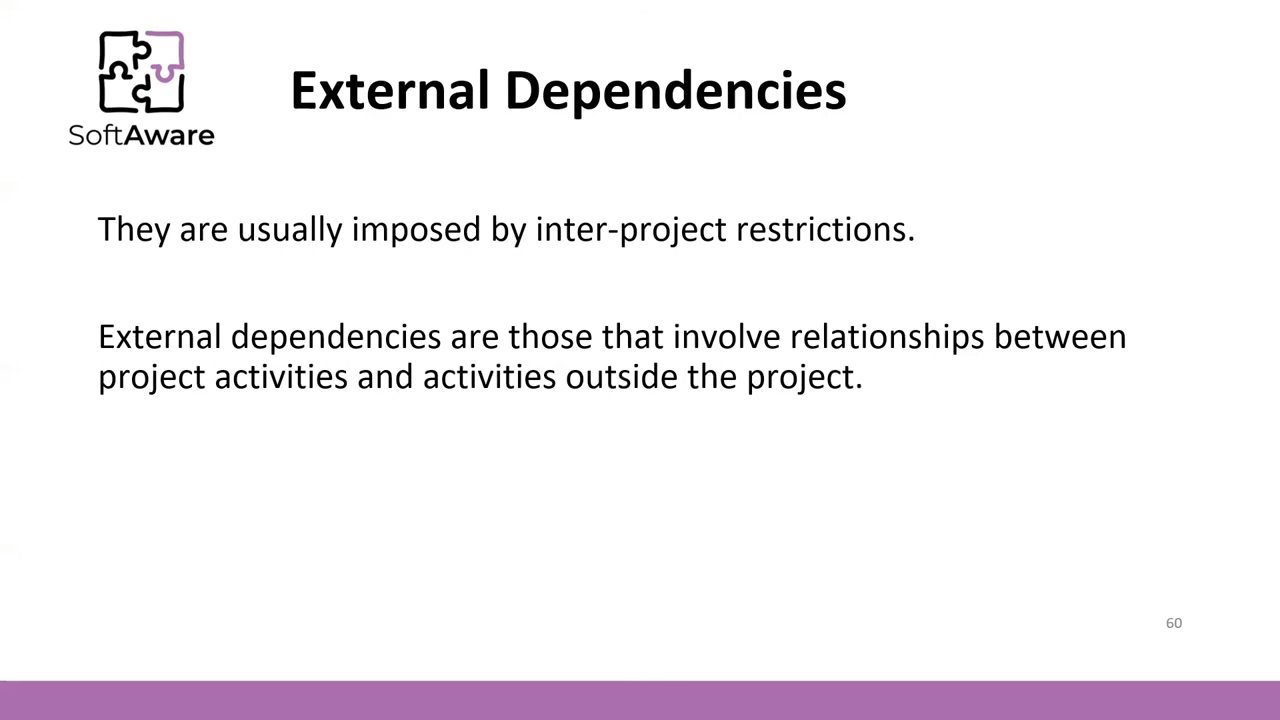 SoftAware
External Dependencies
They are usually imposed by inter-project restrictions.
External dependencies are those that involve relationships between
project activities and activities outside the project.
60